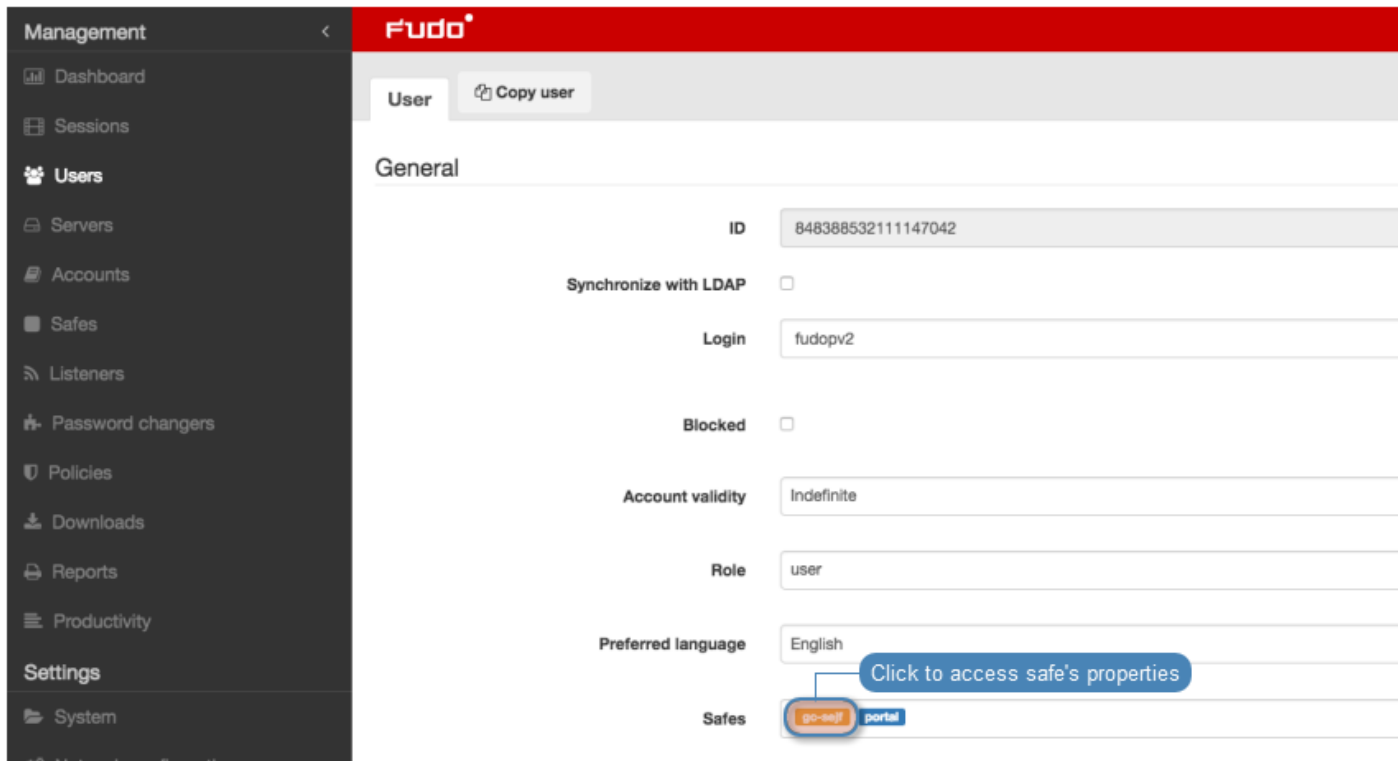 Management
Dashboard
Sessions
Users
Servers
Accounts
Safes
Listeners
Password changers
Policies
Downloads
Reports
Productivity
Settings
System
FUDO
User
Copy user
General
ID 848388532111147042
Synchronize with LDAP
Login fudopv2
Blocked
Account validity Indefinite
Role user
Preferred language English
Click to access safe's properties
Safes go-sejf portal